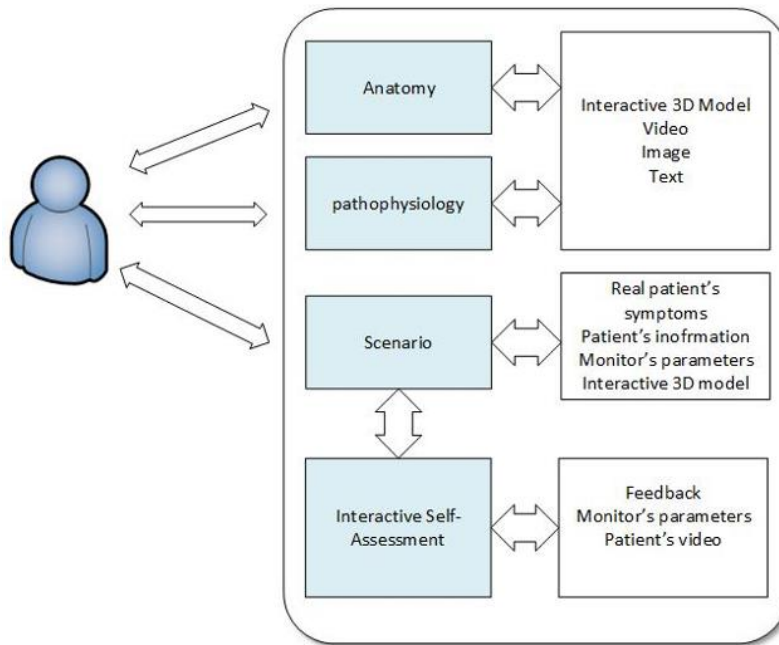 Anatomy
Interactive 3D Model
Video
Image
Text
pathophysiology
Scenario
Real patient's
symptoms
Patient's inofrmation
Monitor's parameters
Interactive 3D model
Interactive Self-
Assessment
Feedback
Monitor's parameters
Patient's video